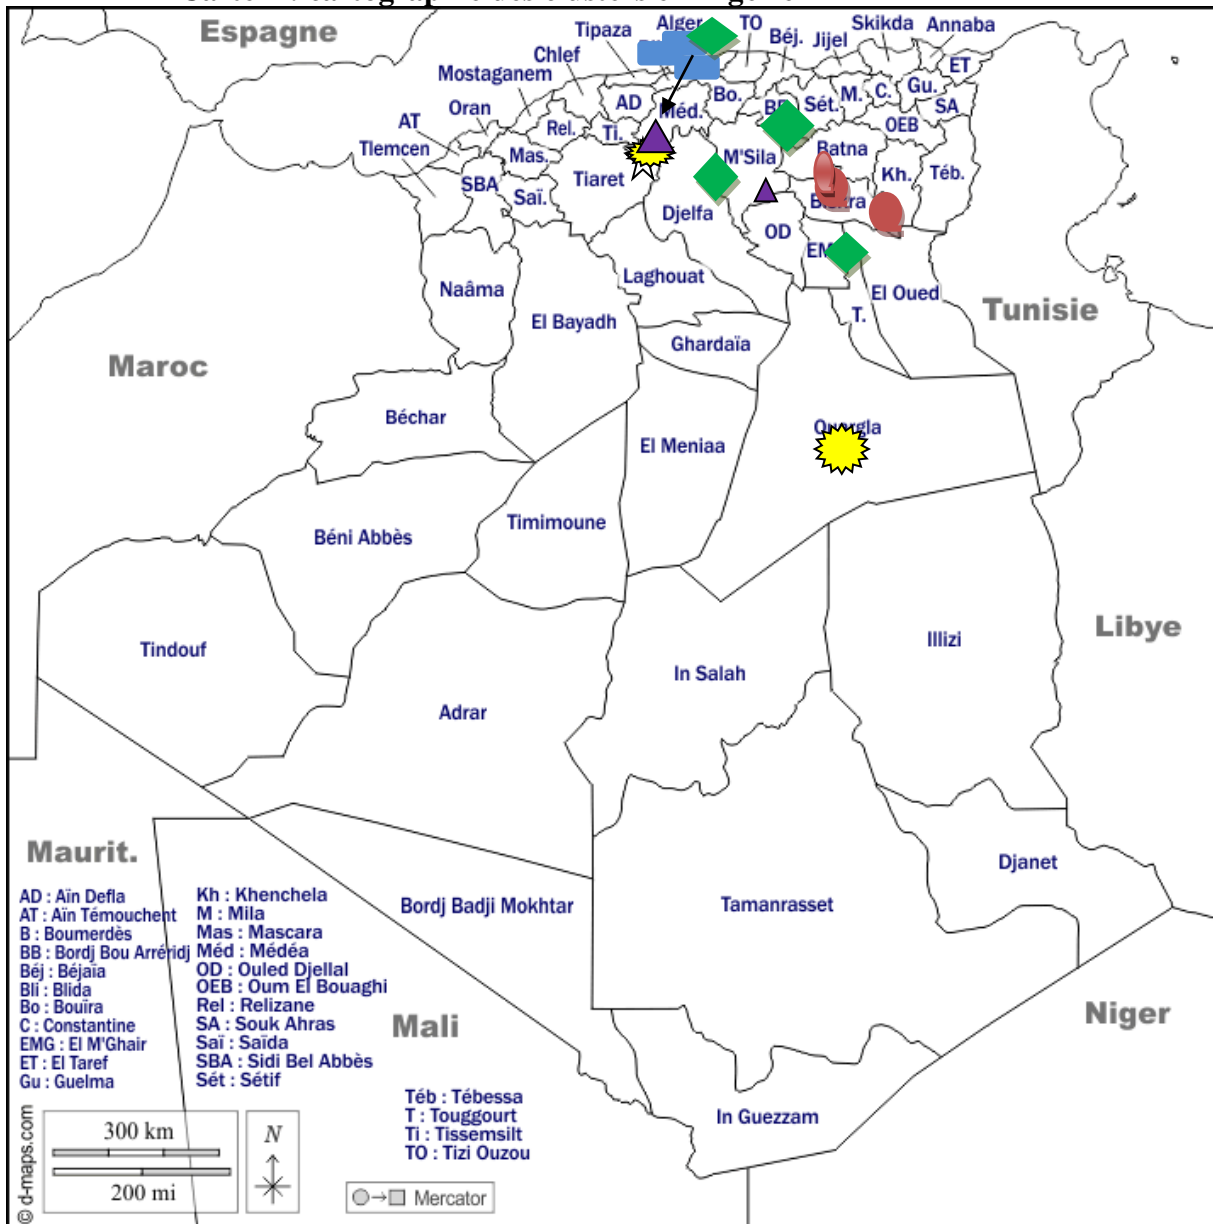 Espagne
Tipaza
Alger
TO
Béj.
Jijel
Skikda
Annaba
Chlef
Mostaganem
ET
Oran
AD
Méd.
Bo.
Sét.
M.
C.
Gu.
SA
AT
Rel.
Ti.
OEB
Tlemcen
Mas.
M'Sila
Batna
SBA
Saï.
Tiaret
Kh.
Téb.
Djelfa
OD
Laghouat
El Oued
Naâma
El Bayadh
T.
Tunisie
Ghardaïa
Maroc
Béchar
Ouargla
El Meniaa
Timimoune
Béni Abbès
Libye
Illizi
Tindouf
In Salah
Adrar
Maurit.
Djanet
Bordj Badji Mokhtar
Tamanrasset
AD : Aïn Defla
AT : Aïn Témouchent
B : Boumerdès
BB : Bordj Bou Arréridj
Béj : Béjaïa
Bli : Blida
Bo : Bouïra
C : Constantine
EMG : El M'Ghair
ET : El Taref
Gu : Guelma
Kh : Khenchela
M : Mila
Mas : Mascara
Méd : Médéa
OD : Ouled Djellal
OEB : Oum El Bouaghi
Rel : Relizane
SA : Souk Ahras
Saï : Saïda
SBA : Sidi Bel Abbès
Sét : Sétif
Mali
Niger
Téb : Tébessa
T : Touggourt
Ti : Tissemsilt
TO : Tizi Ouzou
In Guezzam
300 km
200 mi
N
Mercator
© d-maps.com